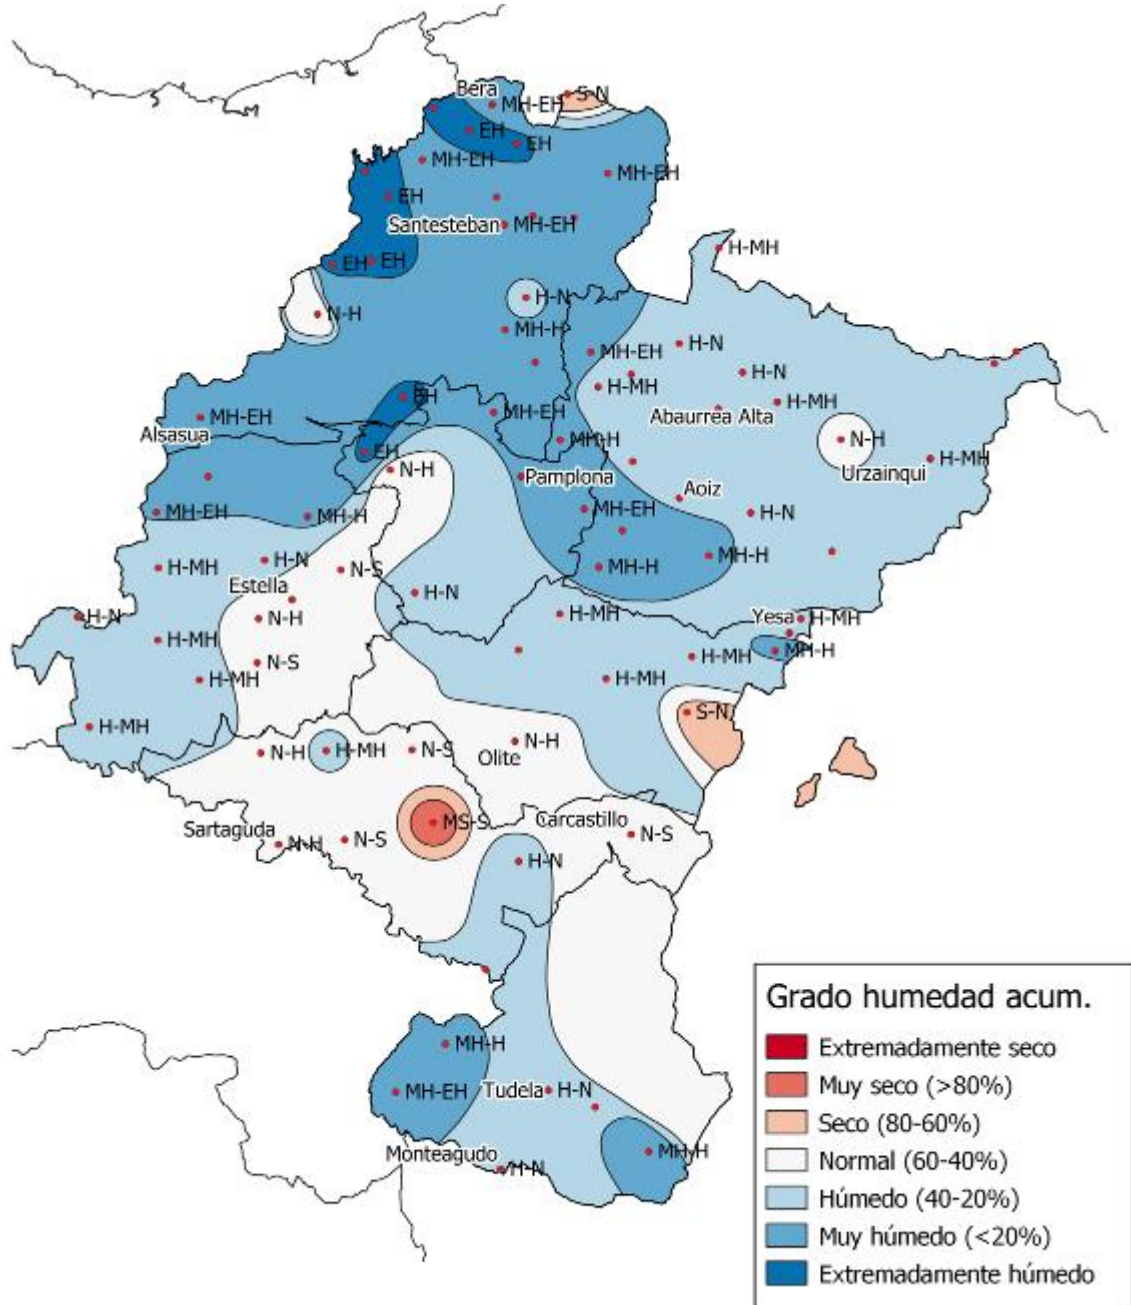 Bera
S-N
MH-EH
EH
EH
MH-EH
MH-EH
EH
Santesteban
MH-EH
H-MH
EH
EH
H-N
N-H
MH-H
H-N
MH-EH
H-N
H-MH
EH
H-MH
MH-EH
MH-EH
Abaurrea Alta
Alsasua
MH-H
N-H
EH
H-MH
N-H
Pamplona
Urzainqui
Aoiz
MH-EH
MH-H
MH-EH
H-N
MH-H
H-N
H-MH
N-S
MH-H
Estella
H-N
H-N
N-H
H-MH
Yesa
H-MH
H-MH
MH-H
N-S
H-MH
H-MH
H-MH
S-N
H-MH
N-H
H-MH
N-S
N-H
Olite
MS-S
Carcastillo
Sartaguda
N-H
N-S
N-S
H-N
MH-H
MH-EH
Tudela
H-N
Monteagudo
H-N
MH-H
Grado humedad acum.
Extremadamente seco
Muy seco (>80%)
Seco (80-60%)
Normal (60-40%)
Húmedo (40-20%)
Muy húmedo (<20%)
Extremadamente húmedo